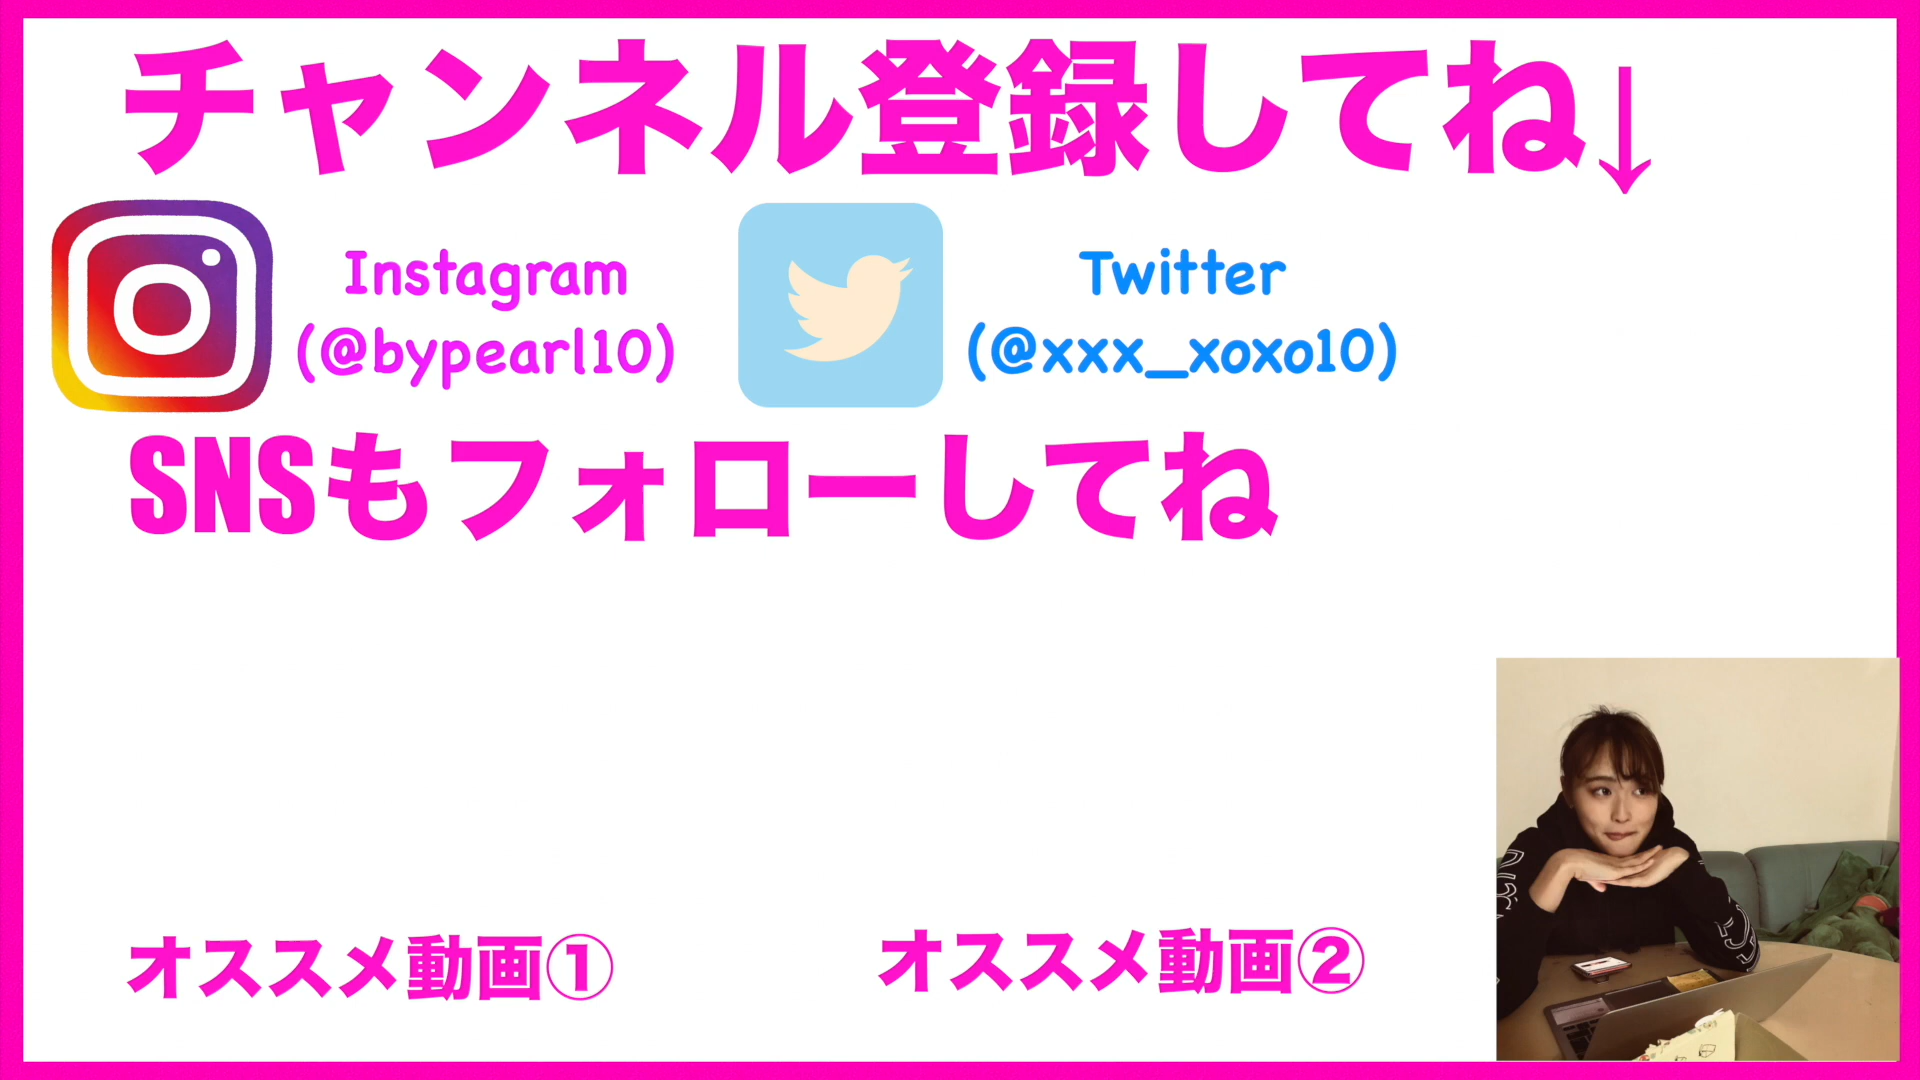 チャンネル登録してね↓
Instagram
(@bypearl10)
Twitter
(@xxx_xoxo10)
SNSもフォローしてね
オススメ動画①
オススメ動画②